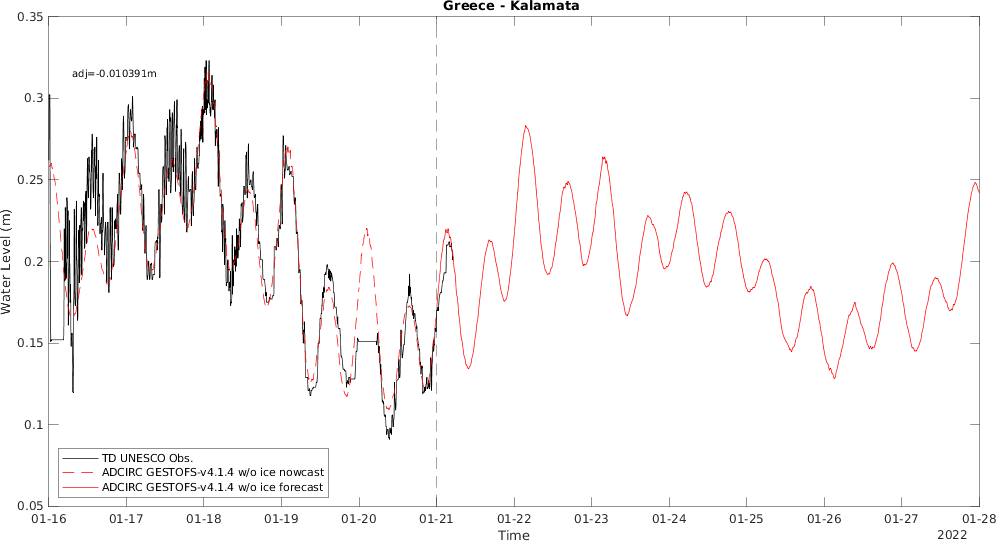 Greece - Kalamata
adj=-0.010391m
0.35
0.3
0.25
0.2
0.15
0.1
0.05
Water Level (m)
TD UNESCO Obs.
ADCIRC GESTOFS-v4.1.4 w/o ice nowcast
ADCIRC GESTOFS-v4.1.4 w/o ice forecast
01-16 01-17 01-18 01-19 01-20 01-21 01-22 01-23 01-24 01-25 01-26 01-27 01-28
Time
2022